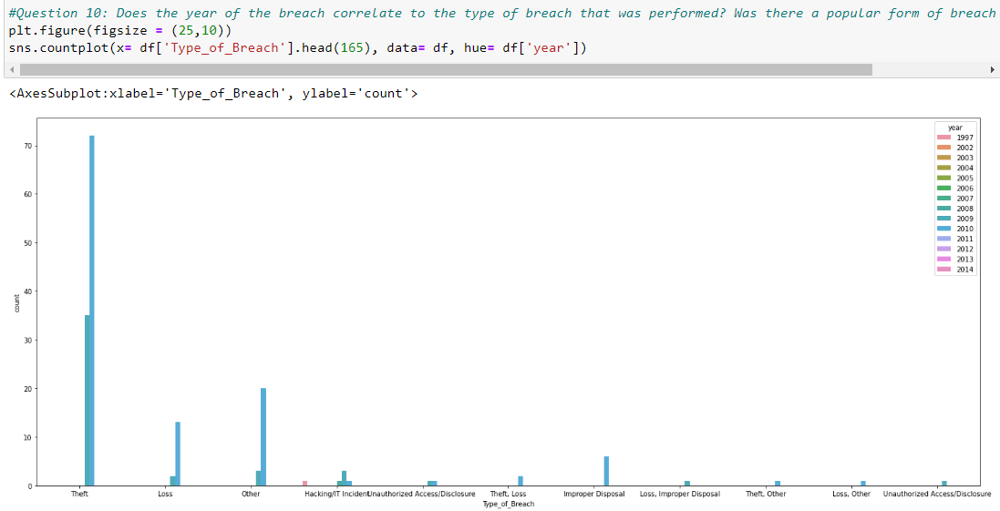 #Question 10: Does the year of the breach correlate to the type of breach that was performed? Was there a popular form of breach
plt.figure(figsize = (25,10))
sns.countplot(x= df['Type_of_Breach'].head(165), data= df, hue= df['year'])
<AxesSubplot:xlabel='Type_of_Breach', ylabel='count'>
year
1997
2002
2003
2004
2005
2006
2007
2008
2009
2010
2011
2012
2013
2014
70
60
50
40
30
20
10
0
count
Theft Loss Other Hacking/IT Incident Unauthorized Access/Disclosure Theft, Loss Improper Disposal Loss, Improper Disposal Theft, Other Loss, Other Unauthorized Access/Disclosure
Type_of_Breach